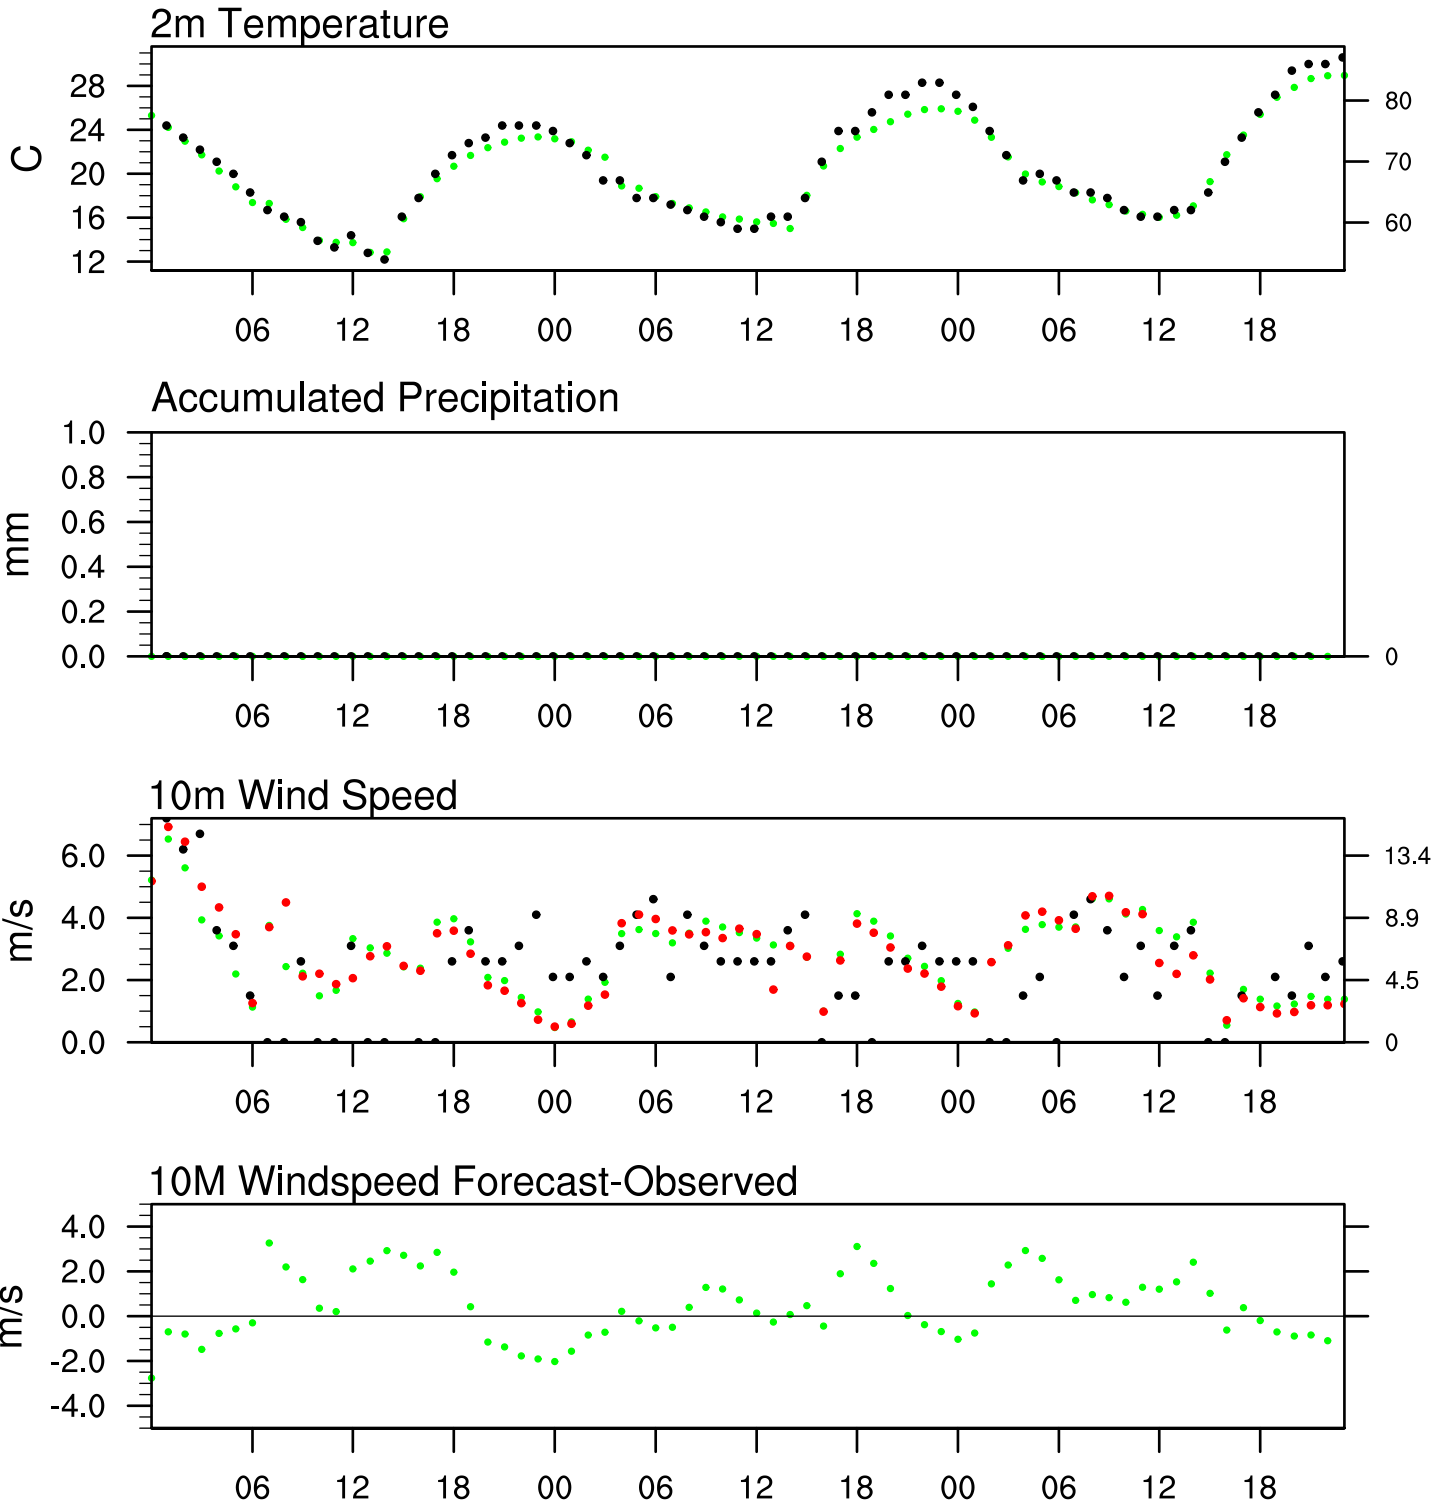 2m Temperature
28
24
20
16
12
C
80
70
60
06 12 18 00 06 12 18 00 06 12 18
Accumulated Precipitation
1.0
0.8
0.6
0.4
0.2
0.0
mm
0
06 12 18 00 06 12 18 00 06 12 18
10m Wind Speed
6.0
4.0
2.0
0.0
m/s
13.4
8.9
4.5
0
06 12 18 00 06 12 18 00 06 12 18
10M Windspeed Forecast-Observed
4.0
2.0
0.0
-2.0
-4.0
m/s
06 12 18 00 06 12 18 00 06 12 18